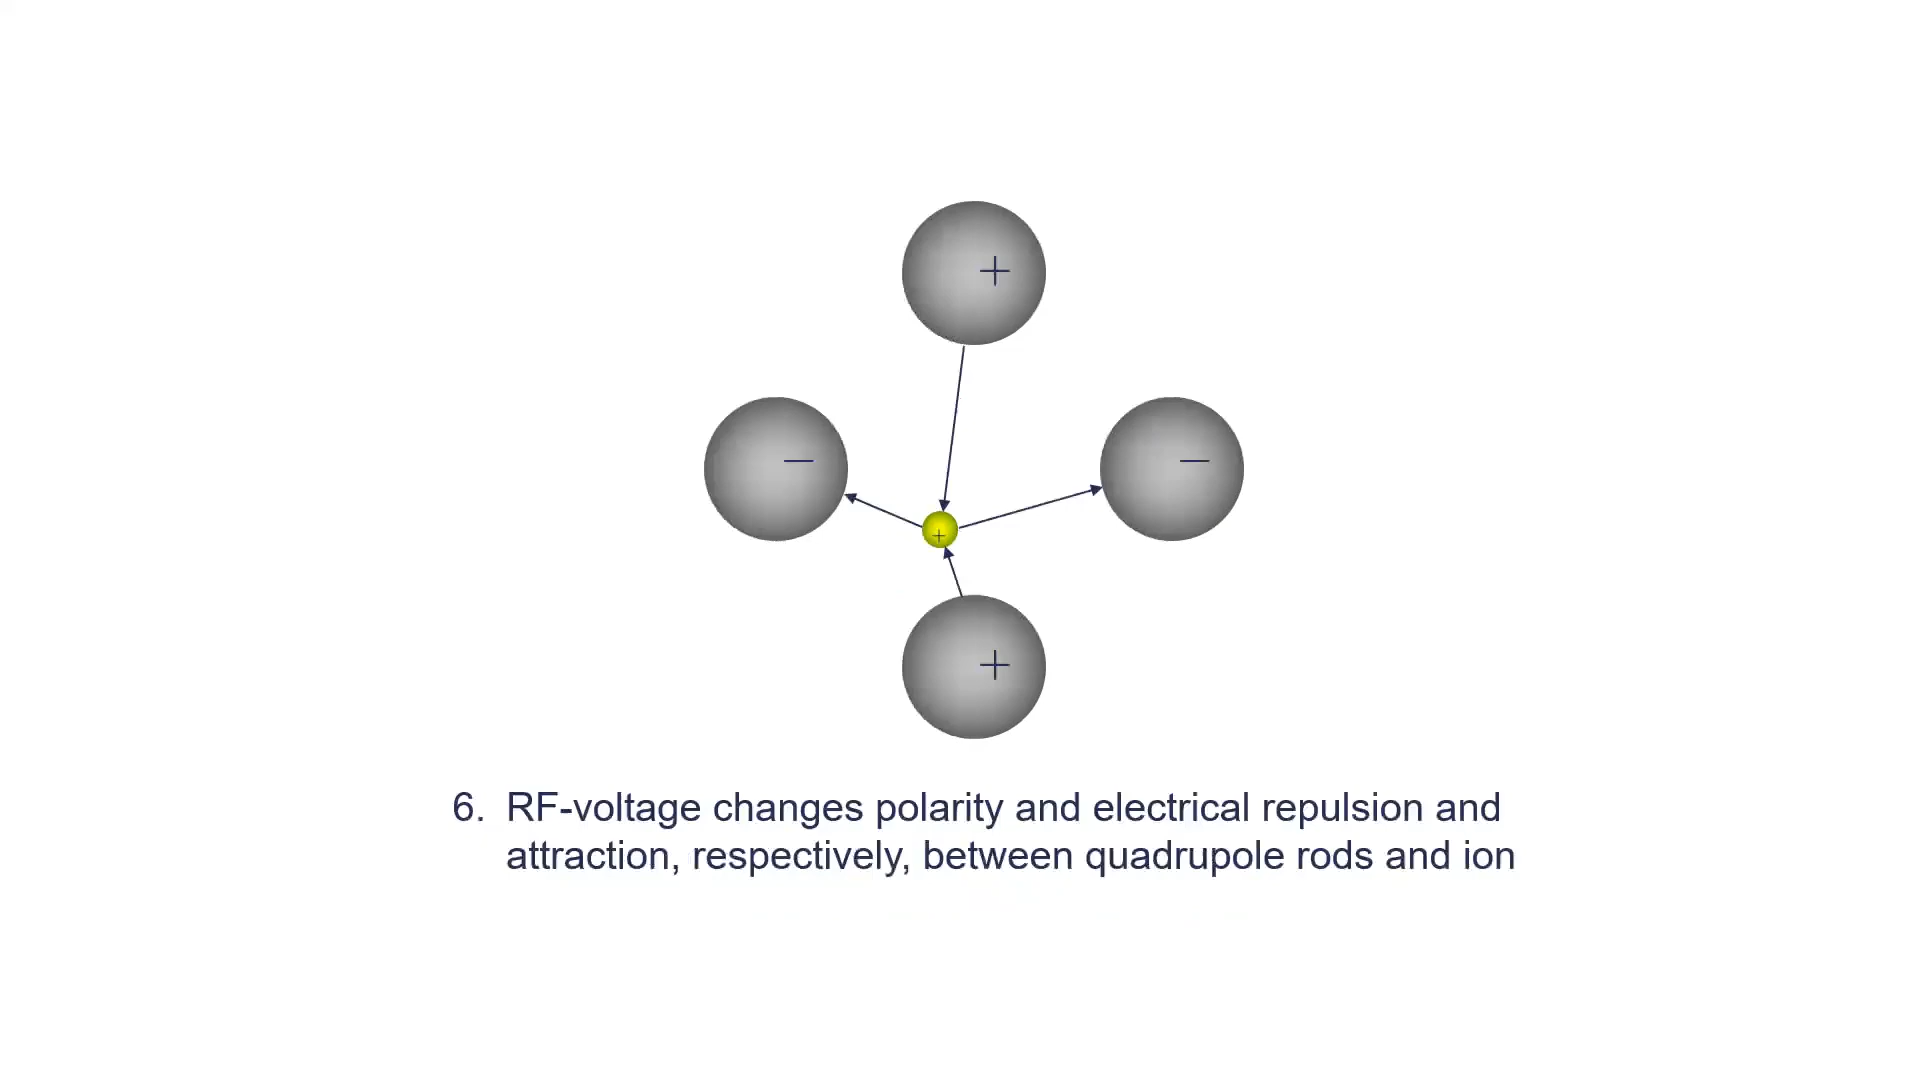 +
− −
+
+
6. RF-voltage changes polarity and electrical repulsion and
attraction, respectively, between quadrupole rods and ion